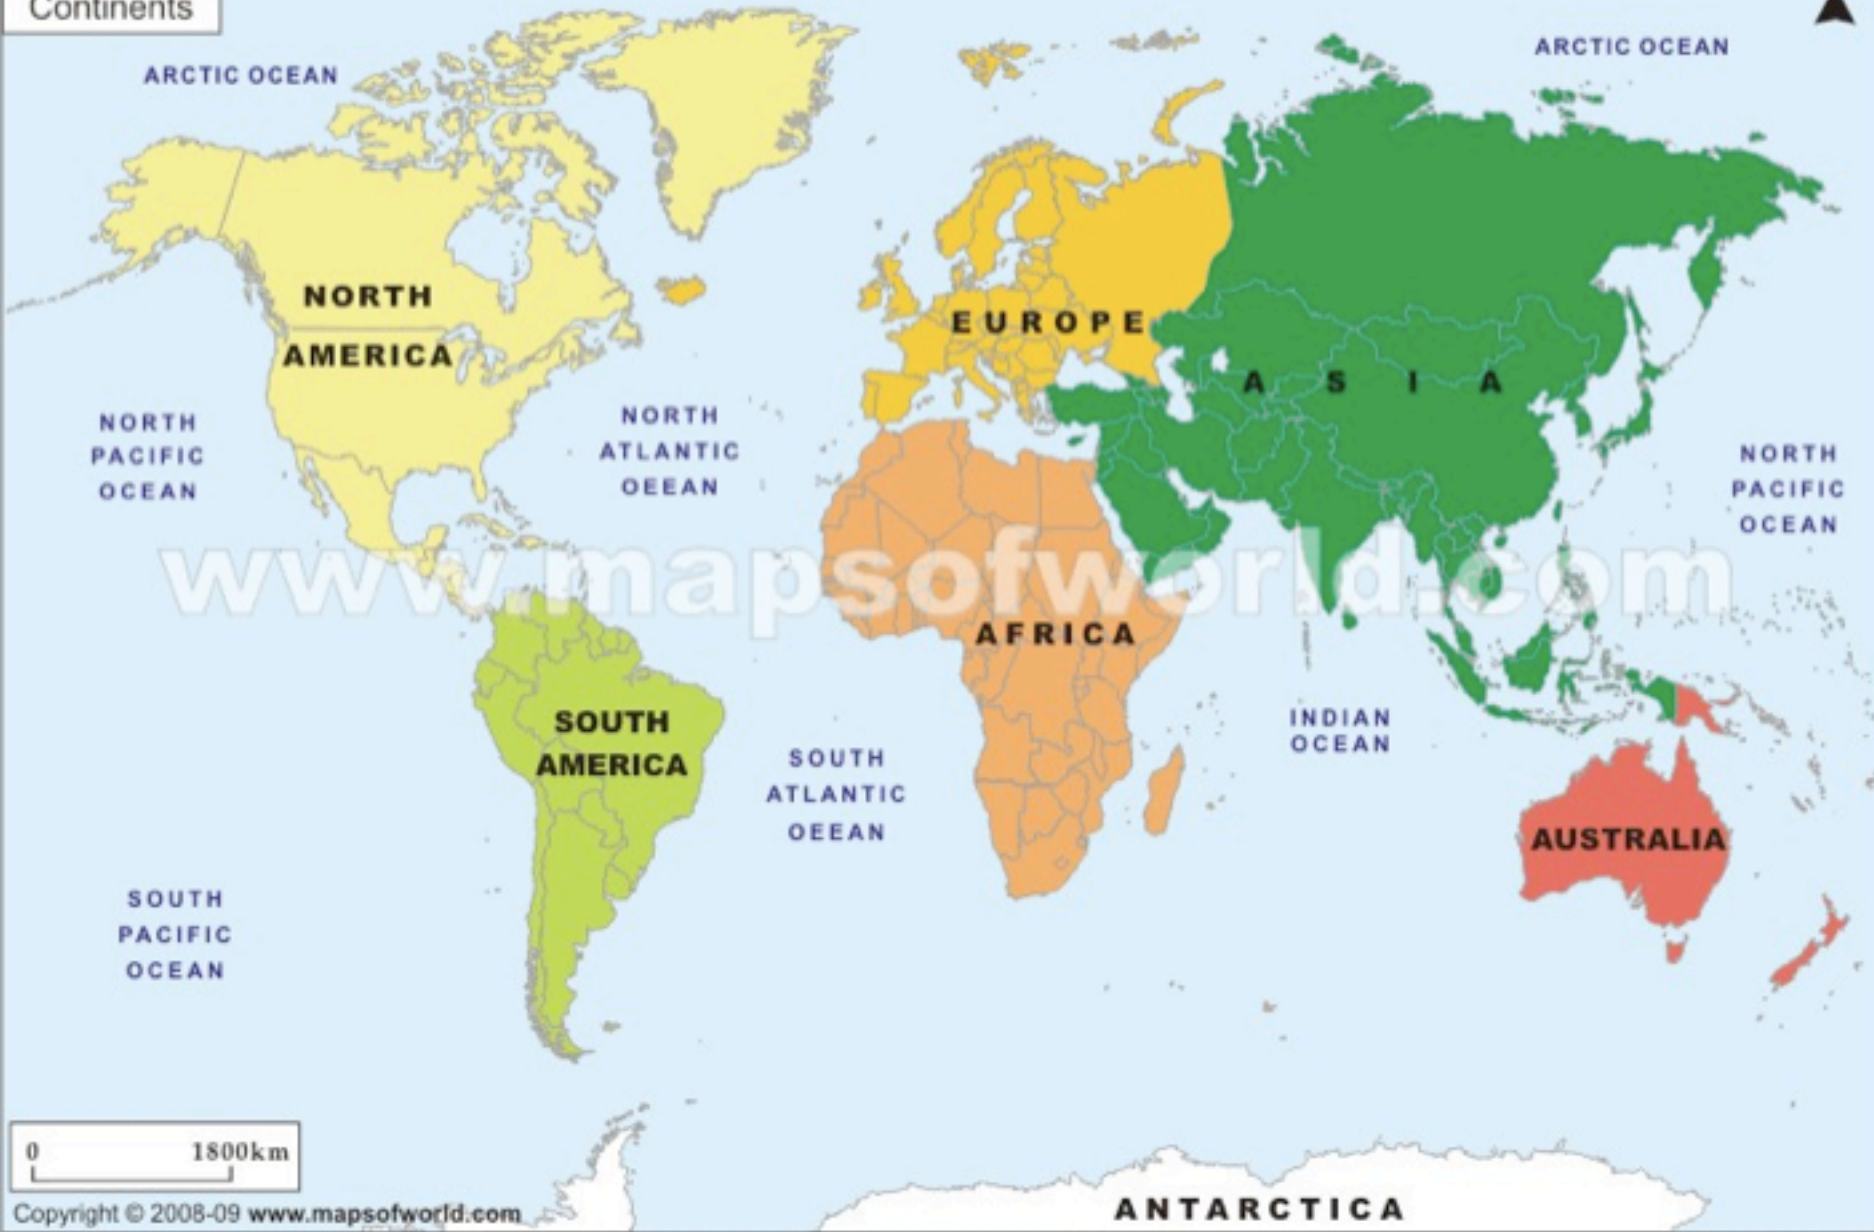 Continents
ARCTIC OCEAN
ARCTIC OCEAN
NORTH
AMERICA
EUROPE
ASIA
NORTH
PACIFIC
OCEAN
NORTH
ATLANTIC
OEEAN
NORTH
PACIFIC
OCEAN
www.mapsofworld.com
AFRICA
SOUTH
AMERICA
SOUTH
ATLANTIC
OEEAN
INDIAN
OCEAN
AUSTRALIA
SOUTH
PACIFIC
OCEAN
0 1800km
ANTARCTICA
Copyright © 2008-09 www.mapsofworld.com